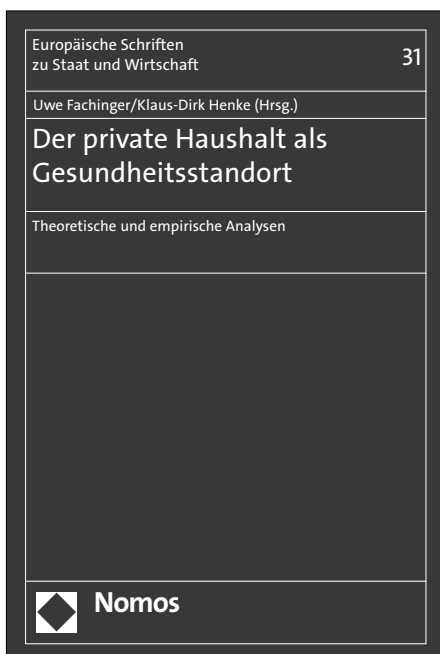 Europäische Schriften
zu Staat und Wirtschaft
31
Uwe Fachinger/Klaus-Dirk Henke (Hrsg.)
Der private Haushalt als
Gesundheitsstandort
Theoretische und empirische Analysen
Nomos